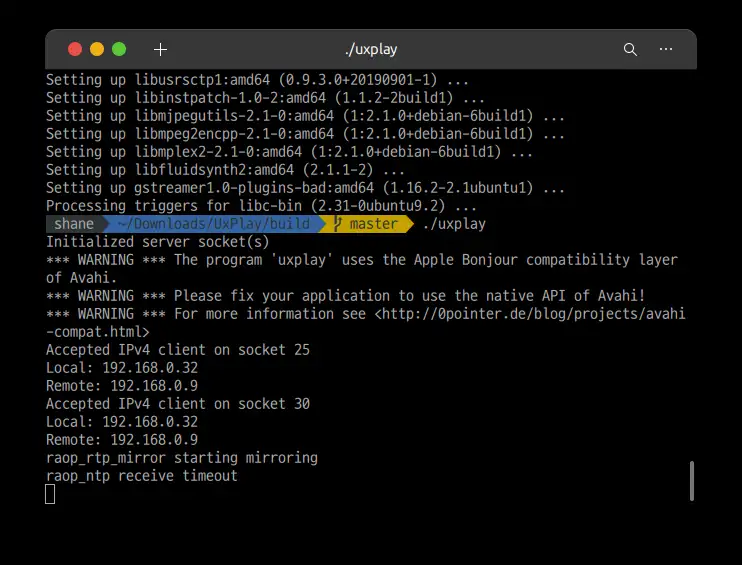 ./uxplay
Setting up libusrsctp1:amd64 (0.9.3.0+20190901-1) ...
Setting up libinstpatch-1.0-2:amd64 (1.1.2-2build1) ...
Setting up libmjpegutils-2.1-0:amd64 (1:2.1.0+debian-6build1) ...
Setting up libmpeg2encpp-2.1-0:amd64 (1:2.1.0+debian-6build1) ...
Setting up libmplex2-2.1-0:amd64 (1:2.1.0+debian-6build1) ...
Setting up libfluidsynth2:amd64 (2.1.1-2) ...
Setting up gstreamer1.0-plugins-bad:amd64 (1.16.2-2.1ubuntu1) ...
Processing triggers for libc-bin (2.31-0ubuntu9.2) ...
shane ~/Downloads/UxPlay/build master ./uxplay
Initialized server socket(s)
*** WARNING *** The program 'uxplay' uses the Apple Bonjour compatibility layer
of Avahi.
*** WARNING *** Please fix your application to use the native API of Avahi!
*** WARNING *** For more information see <http://0pointer.de/blog/projects/avahi
-compat.html>
Accepted IPv4 client on socket 25
Local: 192.168.0.32
Remote: 192.168.0.9
Accepted IPv4 client on socket 30
Local: 192.168.0.32
Remote: 192.168.0.9
raop_rtp_mirror starting mirroring
raop_ntp receive timeout